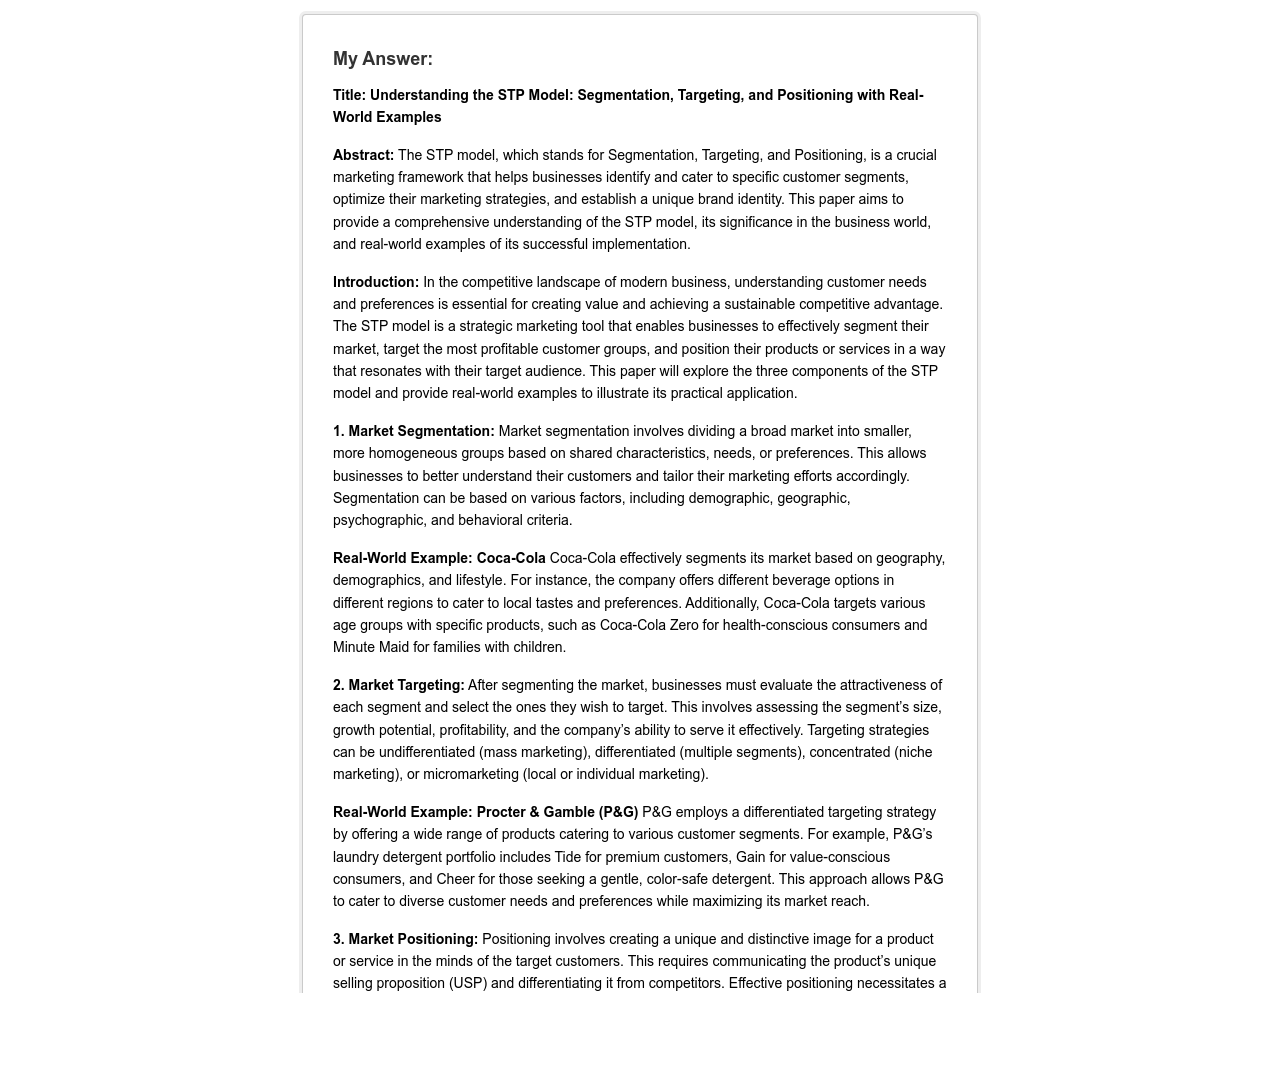 My Answer:
Title: Understanding the STP Model: Segmentation, Targeting, and Positioning with Real-
World Examples
Abstract: The STP model, which stands for Segmentation, Targeting, and Positioning, is a crucial
marketing framework that helps businesses identify and cater to specific customer segments,
optimize their marketing strategies, and establish a unique brand identity. This paper aims to
provide a comprehensive understanding of the STP model, its significance in the business world,
and real-world examples of its successful implementation.
Introduction: In the competitive landscape of modern business, understanding customer needs
and preferences is essential for creating value and achieving a sustainable competitive advantage.
The STP model is a strategic marketing tool that enables businesses to effectively segment their
market, target the most profitable customer groups, and position their products or services in a way
that resonates with their target audience. This paper will explore the three components of the STP
model and provide real-world examples to illustrate its practical application.
1. Market Segmentation: Market segmentation involves dividing a broad market into smaller,
more homogeneous groups based on shared characteristics, needs, or preferences. This allows
businesses to better understand their customers and tailor their marketing efforts accordingly.
Segmentation can be based on various factors, including demographic, geographic,
psychographic, and behavioral criteria.
Real-World Example: Coca-Cola Coca-Cola effectively segments its market based on geography,
demographics, and lifestyle. For instance, the company offers different beverage options in
different regions to cater to local tastes and preferences. Additionally, Coca-Cola targets various
age groups with specific products, such as Coca-Cola Zero for health-conscious consumers and
Minute Maid for families with children.
2. Market Targeting: After segmenting the market, businesses must evaluate the attractiveness of
each segment and select the ones they wish to target. This involves assessing the segment’s size,
growth potential, profitability, and the company’s ability to serve it effectively. Targeting strategies
can be undifferentiated (mass marketing), differentiated (multiple segments), concentrated (niche
marketing), or micromarketing (local or individual marketing).
Real-World Example: Procter & Gamble (P&G) P&G employs a differentiated targeting strategy
by offering a wide range of products catering to various customer segments. For example, P&G’s
laundry detergent portfolio includes Tide for premium customers, Gain for value-conscious
consumers, and Cheer for those seeking a gentle, color-safe detergent. This approach allows P&G
to cater to diverse customer needs and preferences while maximizing its market reach.
3. Market Positioning: Positioning involves creating a unique and distinctive image for a product
or service in the minds of the target customers. This requires communicating the product’s unique
selling proposition (USP) and differentiating it from competitors. Effective positioning necessitates a